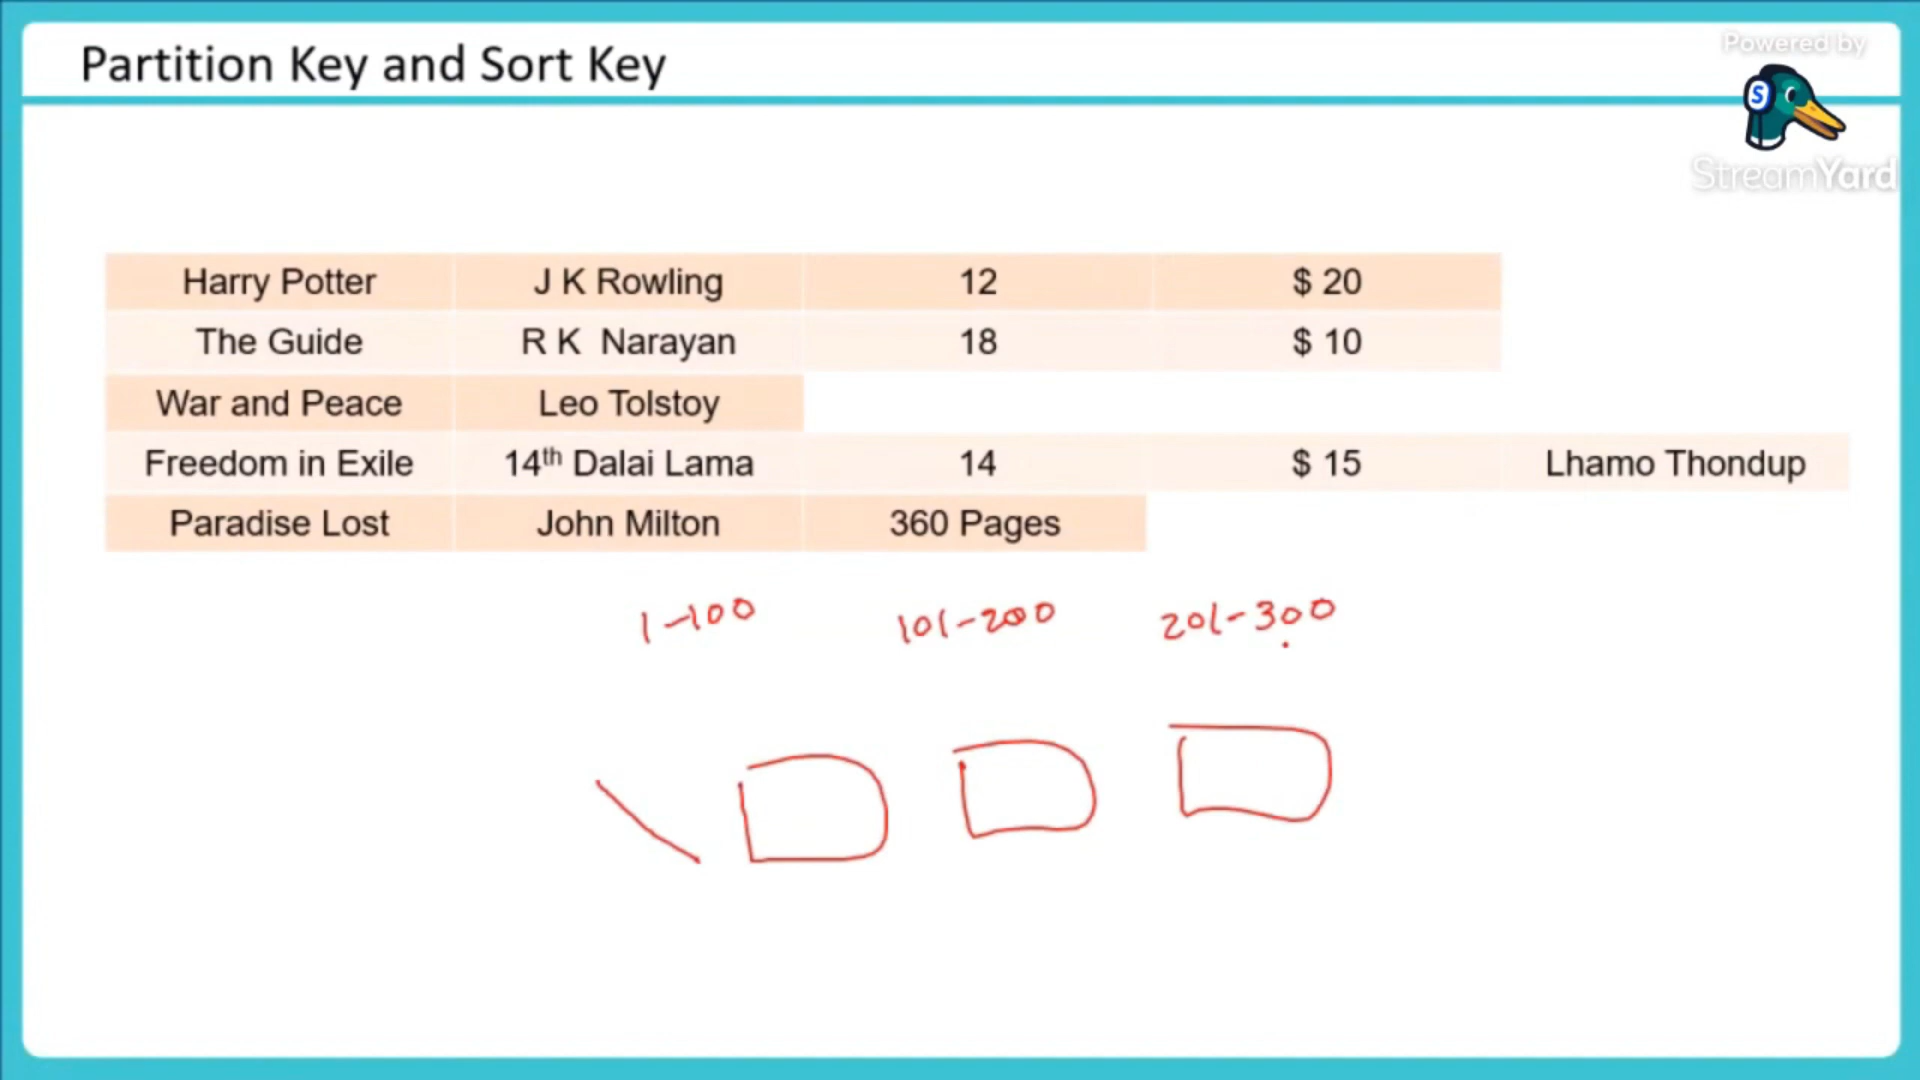 Partition Key and Sort Key
Powered by
S
StreamYard
Harry Potter J K Rowling 12 $ 20
The Guide R K Narayan 18 $ 10
War and Peace Leo Tolstoy
Freedom in Exile 14th Dalai Lama 14 $ 15 Lhamo Thondup
Paradise Lost John Milton 360 Pages
1-100 101-200 201-300